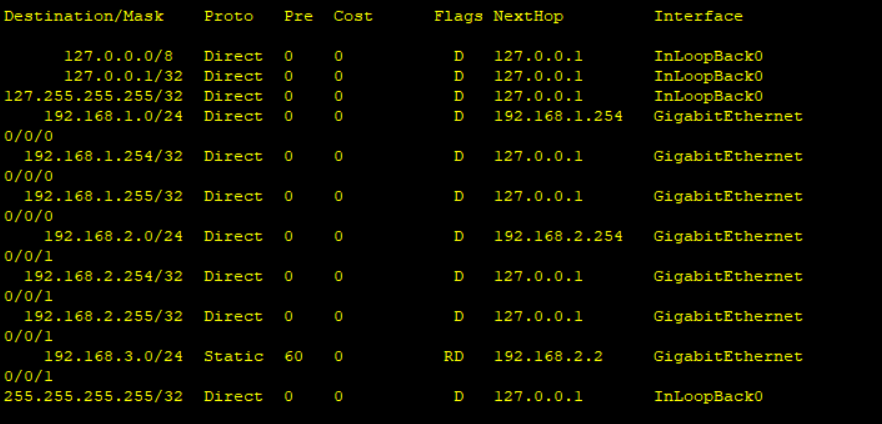 Destination/Mask    Proto   Pre  Cost      Flags NextHop         Interface
      127.0.0.0/8   Direct  0    0           D   127.0.0.1       InLoopBack0
      127.0.0.1/32  Direct  0    0           D   127.0.0.1       InLoopBack0
127.255.255.255/32  Direct  0    0           D   127.0.0.1       InLoopBack0
    192.168.1.0/24  Direct  0    0           D   192.168.1.254   GigabitEthernet
0/0/0
  192.168.1.254/32  Direct  0    0           D   127.0.0.1       GigabitEthernet
0/0/0
  192.168.1.255/32  Direct  0    0           D   127.0.0.1       GigabitEthernet
0/0/0
    192.168.2.0/24  Direct  0    0           D   192.168.2.254   GigabitEthernet
0/0/1
  192.168.2.254/32  Direct  0    0           D   127.0.0.1       GigabitEthernet
0/0/1
  192.168.2.255/32  Direct  0    0           D   127.0.0.1       GigabitEthernet
0/0/1
    192.168.3.0/24  Static  60   0          RD   192.168.2.2     GigabitEthernet
0/0/1
255.255.255.255/32  Direct  0    0           D   127.0.0.1       InLoopBack0